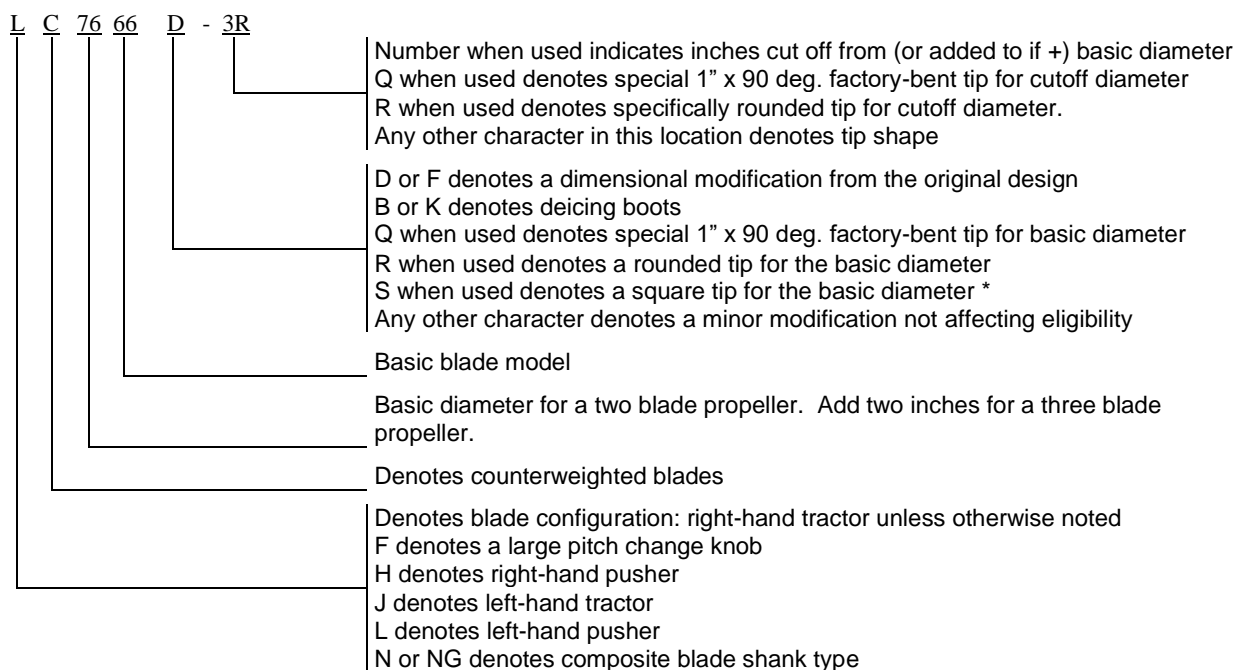 L C 76 66 D - 3R
Number when used indicates inches cut off from (or added to if +) basic diameter
Q when used denotes special 1” x 90 deg. factory-bent tip for cutoff diameter
R when used denotes specifically rounded tip for cutoff diameter.
Any other character in this location denotes tip shape
D or F denotes a dimensional modification from the original design
B or K denotes deicing boots
Q when used denotes special 1” x 90 deg. factory-bent tip for basic diameter
R when used denotes a rounded tip for the basic diameter
S when used denotes a square tip for the basic diameter *
Any other character denotes a minor modification not affecting eligibility
Basic blade model
Basic diameter for a two blade propeller. Add two inches for a three blade
propeller.
Denotes counterweighted blades
Denotes blade configuration: right-hand tractor unless otherwise noted
F denotes a large pitch change knob
H denotes right-hand pusher
J denotes left-hand tractor
L denotes left-hand pusher
N or NG denotes composite blade shank type